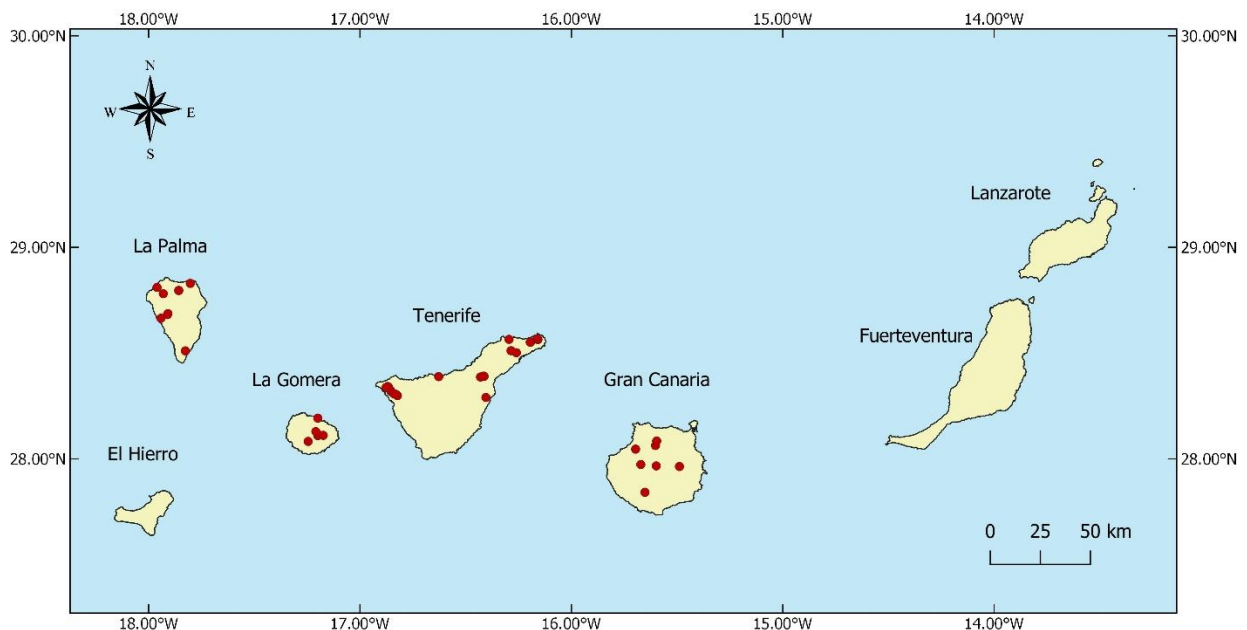 18.00°W 17.00°W 16.00°W 15.00°W 14.00°W
30.00°N 30.00°N
N
W E
S
Lanzarote
La Palma
29.00°N 29.00°N
Tenerife
Fuerteventura
La Gomera Gran Canaria
El Hierro
28.00°N 28.00°N
0 25 50 km
18.00°W 17.00°W 16.00°W 15.00°W 14.00°W